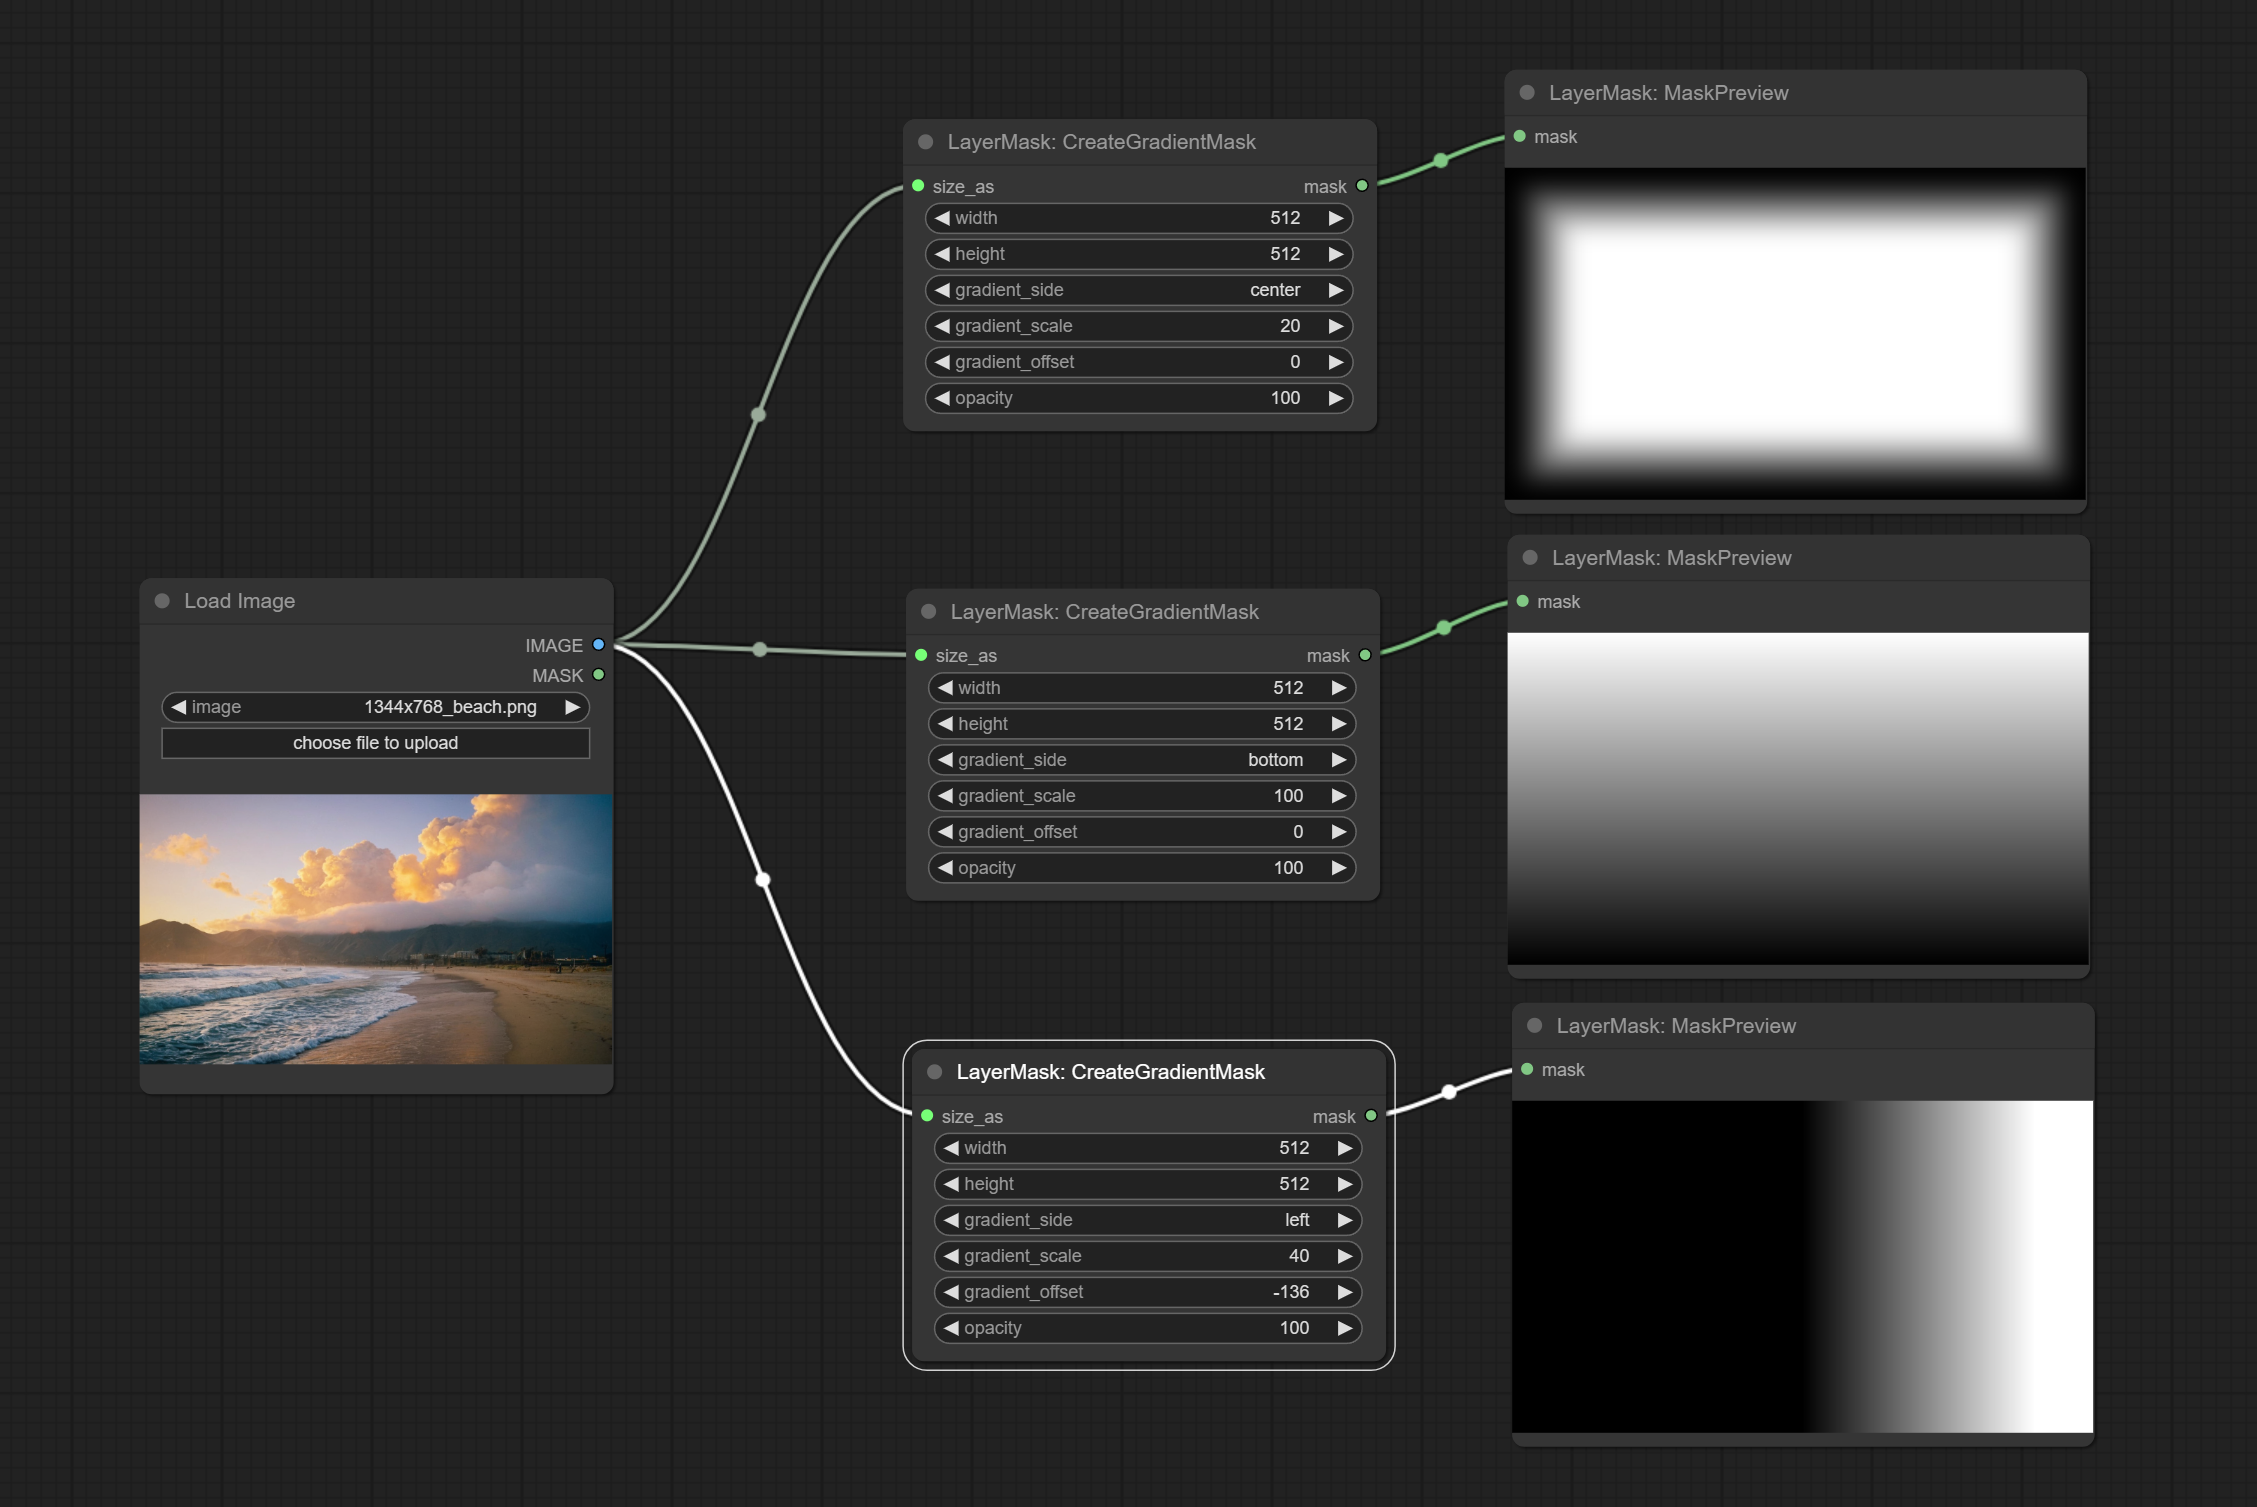 Load Image
IMAGE
MASK
image 1344x768_beach.png
choose file to upload
LayerMask: CreateGradientMask
size_as mask
width 512
height 512
gradient_side center
gradient_scale 20
gradient_offset 0
opacity 100
LayerMask: MaskPreview
mask
LayerMask: CreateGradientMask
size_as mask
width 512
height 512
gradient_side bottom
gradient_scale 100
gradient_offset 0
opacity 100
LayerMask: MaskPreview
mask
LayerMask: CreateGradientMask
size_as mask
width 512
height 512
gradient_side left
gradient_scale 40
gradient_offset -136
opacity 100
LayerMask: MaskPreview
mask